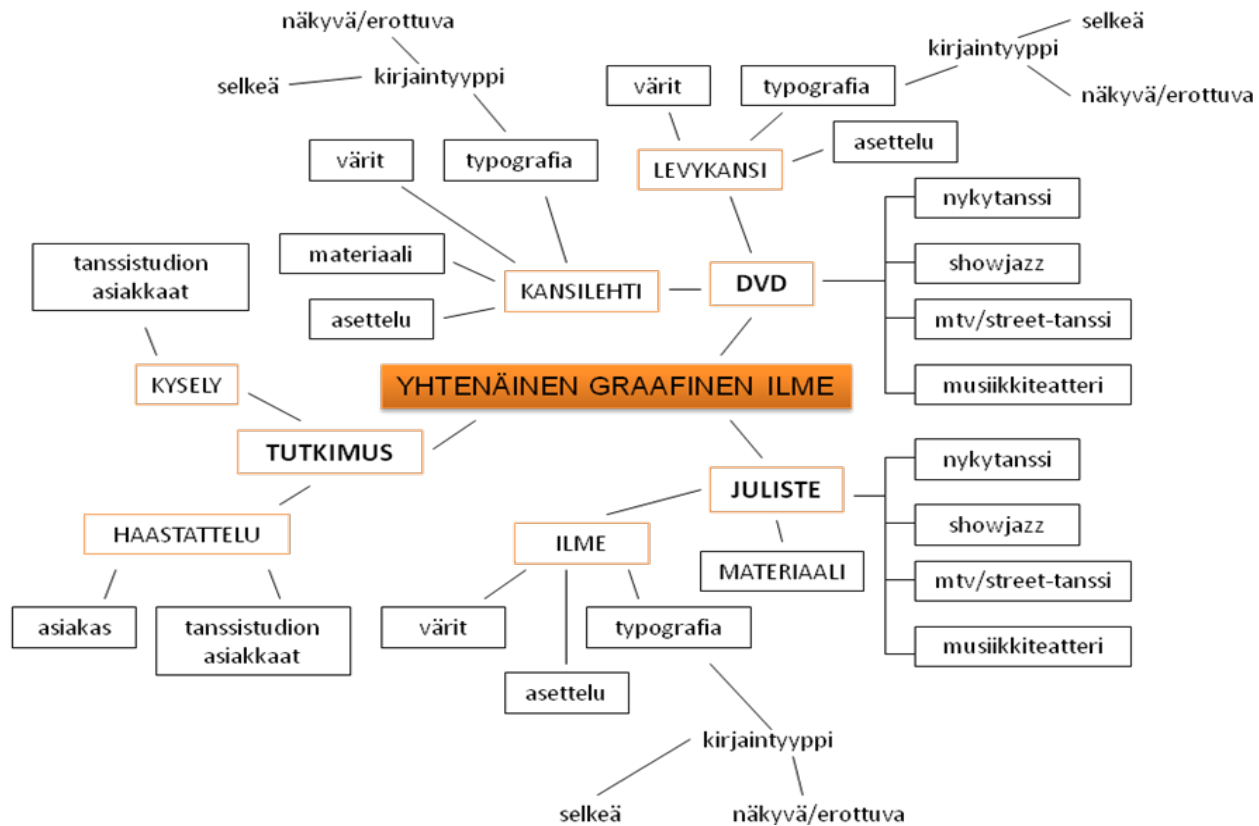 näkyvä/erottuva
selkeä
kirjaintyyppi
selkeä
kirjaintyyppi
näkyvä/erottuva
värit
typografia
asettelu
LEVYKANSI
värit
typografia
nykytanssi
tanssistudion
asiakkaat
materiaali
showjazz
KANSILEHTI
DVD
asettelu
mtv/street-tanssi
KYSELY
YHTENÄINEN GRAAFINEN ILME
musiikkiteatteri
TUTKIMUS
nykytanssi
JULISTE
HAASTATTELU
ILME
showjazz
MATERIAALI
mtv/street-tanssi
asiakas
tanssistudion
asiakkaat
värit
typografia
musiikkiteatteri
asettelu
kirjaintyyppi
selkeä
näkyvä/erottuva